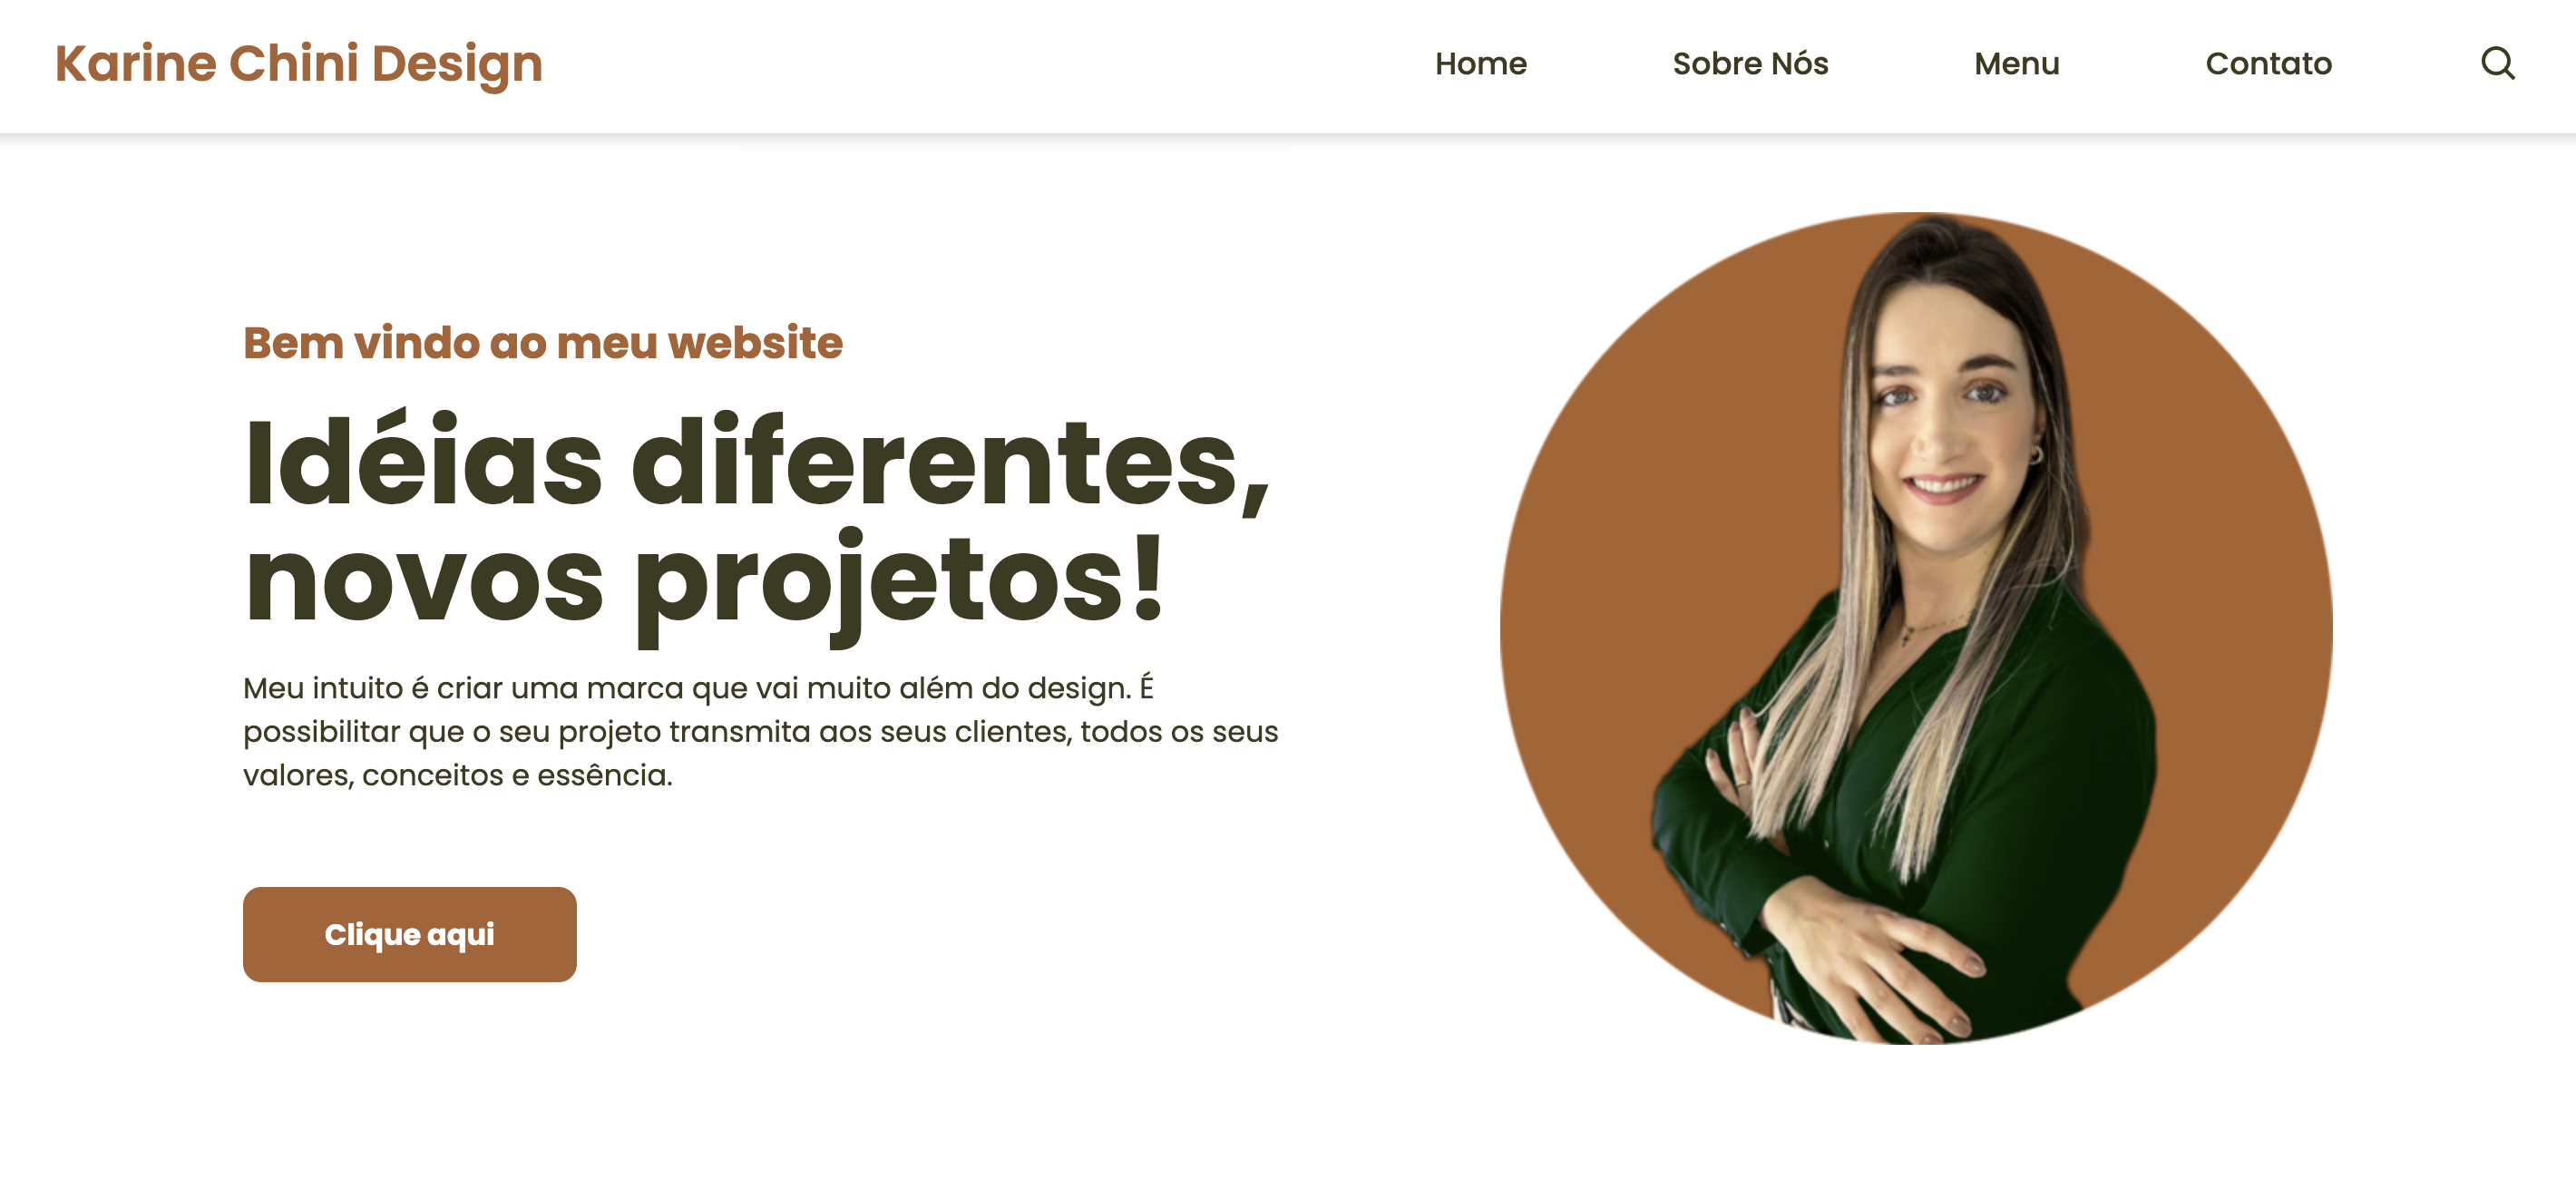 Karine Chini Design
Home
Sobre Nós
Menu
Contato
Bem vindo ao meu website
Idéias diferentes,
novos projetos!
Meu intuito é criar uma marca que vai muito além do design. É
possibilitar que o seu projeto transmita aos seus clientes, todos os seus
valores, conceitos e essência.
Clique aqui